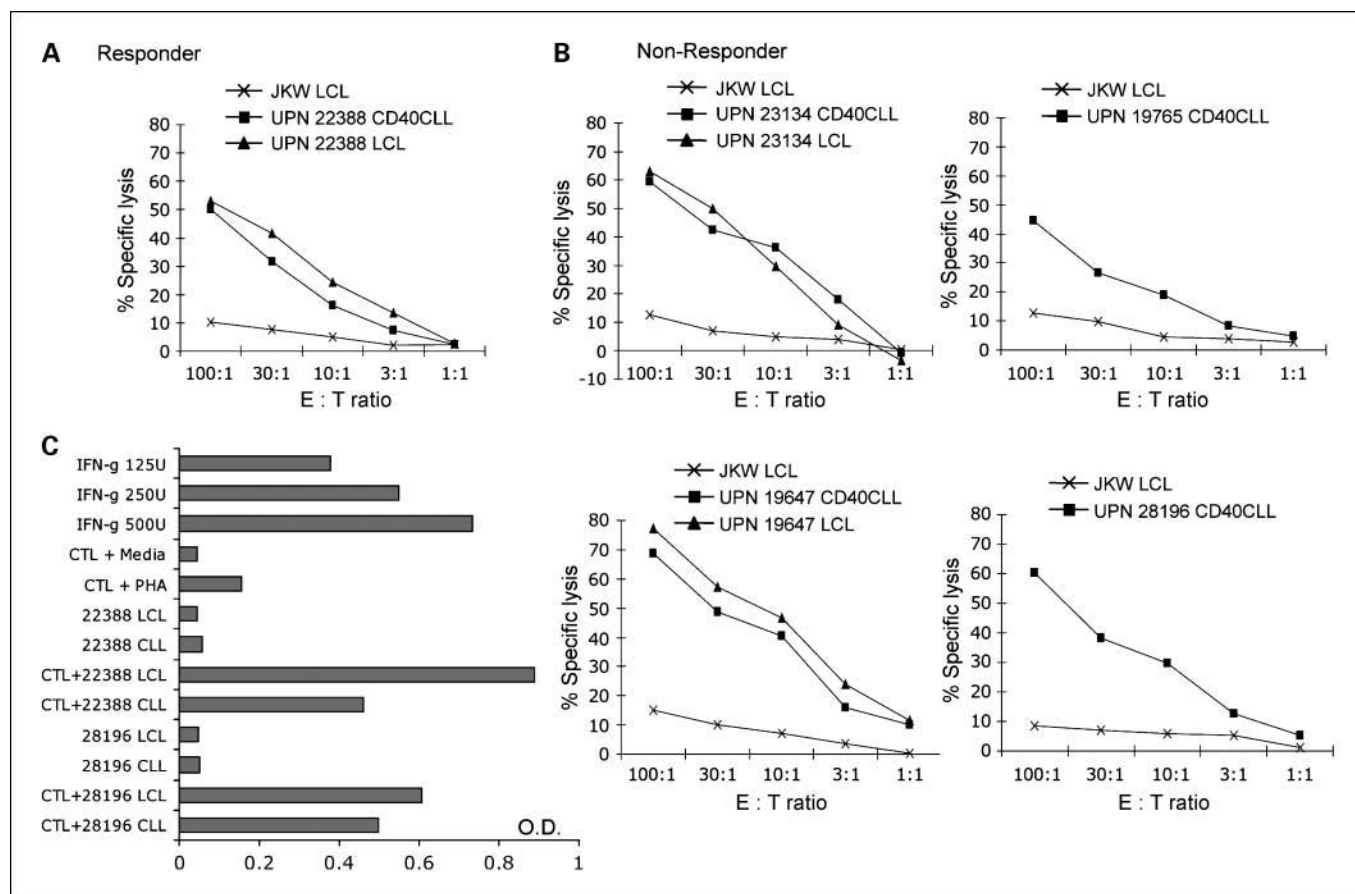 A Responder
JKW LCL
UPN 22388 CD40CLL
UPN 22388 LCL
% Specific lysis
80
70
60
50
40
30
20
10
0
100:1 30:1 10:1 3:1 1:1
E : T ratio
B Non-Responder
JKW LCL
UPN 23134 CD40CLL
UPN 23134 LCL
% Specific lysis
80
70
60
50
40
30
20
10
0
-10
100:1 30:1 10:1 3:1 1:1
E : T ratio
JKW LCL
UPN 19765 CD40CLL
% Specific lysis
80
70
60
50
40
30
20
10
0
100:1 30:1 10:1 3:1 1:1
E : T ratio
C
IFN-g 125U
IFN-g 250U
IFN-g 500U
CTL + Media
CTL + PHA
22388 LCL
22388 CLL
CTL+22388 LCL
CTL+22388 CLL
28196 LCL
28196 CLL
CTL+28196 LCL
CTL+28196 CLL
O.D.
0 0.2 0.4 0.6 0.8 1
JKW LCL
UPN 19647 CD40CLL
UPN 19647 LCL
% Specific lysis
80
70
60
50
40
30
20
10
0
100:1 30:1 10:1 3:1 1:1
E : T ratio
JKW LCL
UPN 28196 CD40CLL
% Specific lysis
80
70
60
50
40
30
20
10
0
100:1 30:1 10:1 3:1 1:1
E : T ratio